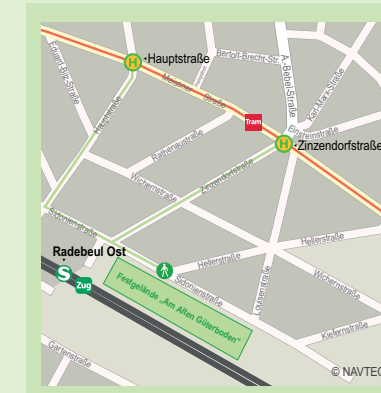 Hauptstraße
H
Bertolt-Brecht-Str.
A.-Bebel-Straße
Karl-Marx-Straße
Eduard-Bilz-Straße
Meissner Straße
Hauptstraße
Tram
Einsteinstraße
Rathenaustraße
H
Zinzendorfstraße
Wichernstraße
Zinzendorfstraße
Sidonienstraße
Radebeul Ost
Hellerstraße
Hellerstraße
S
Zug
Festgelände „Am Alten Güterboden“
Sidonienstraße
Louisenstraße
Wichernstraße
Kiefernstraße
Gartenstraße
© NAVTEQ